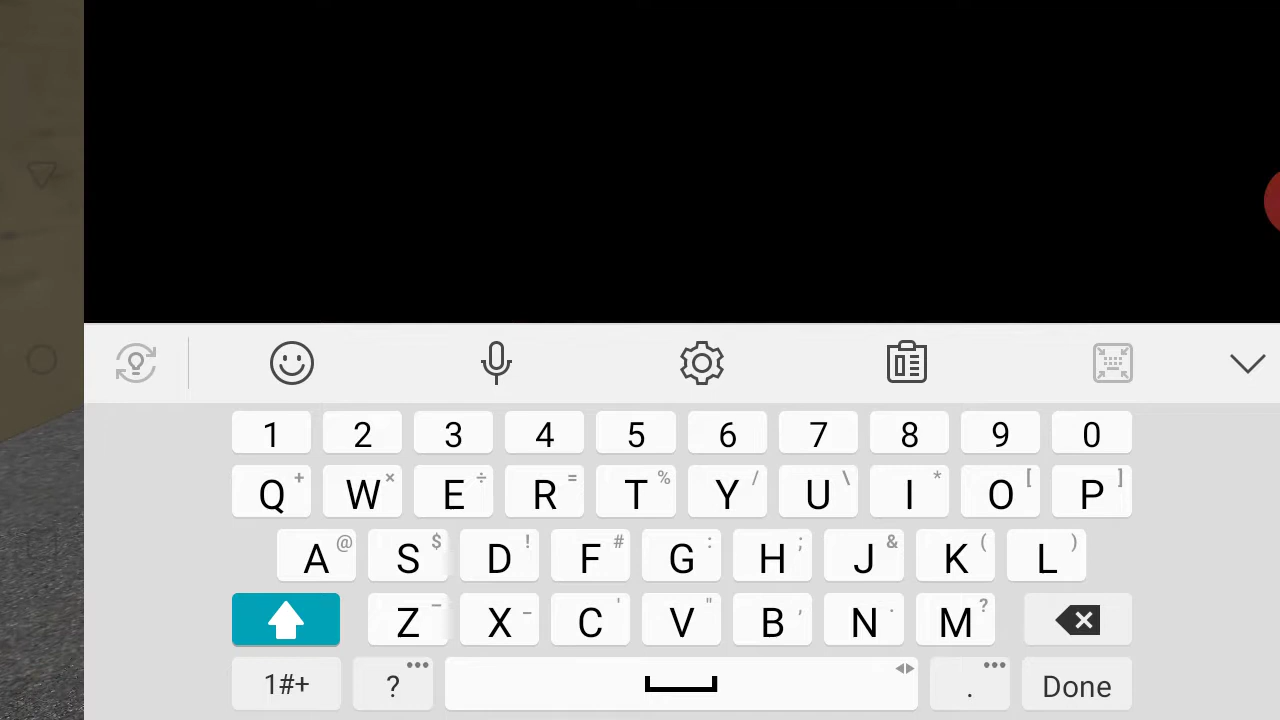 1 2 3 4 5 6 7 8 9 0
Q + W × E ÷ R = T % Y / U \ I * O [ P ]
A @ S $ D ! F # G : H ; J & K ( L )
Z – X - C ' V " B , N . M ?
1#+ ? ••• . ••• Done